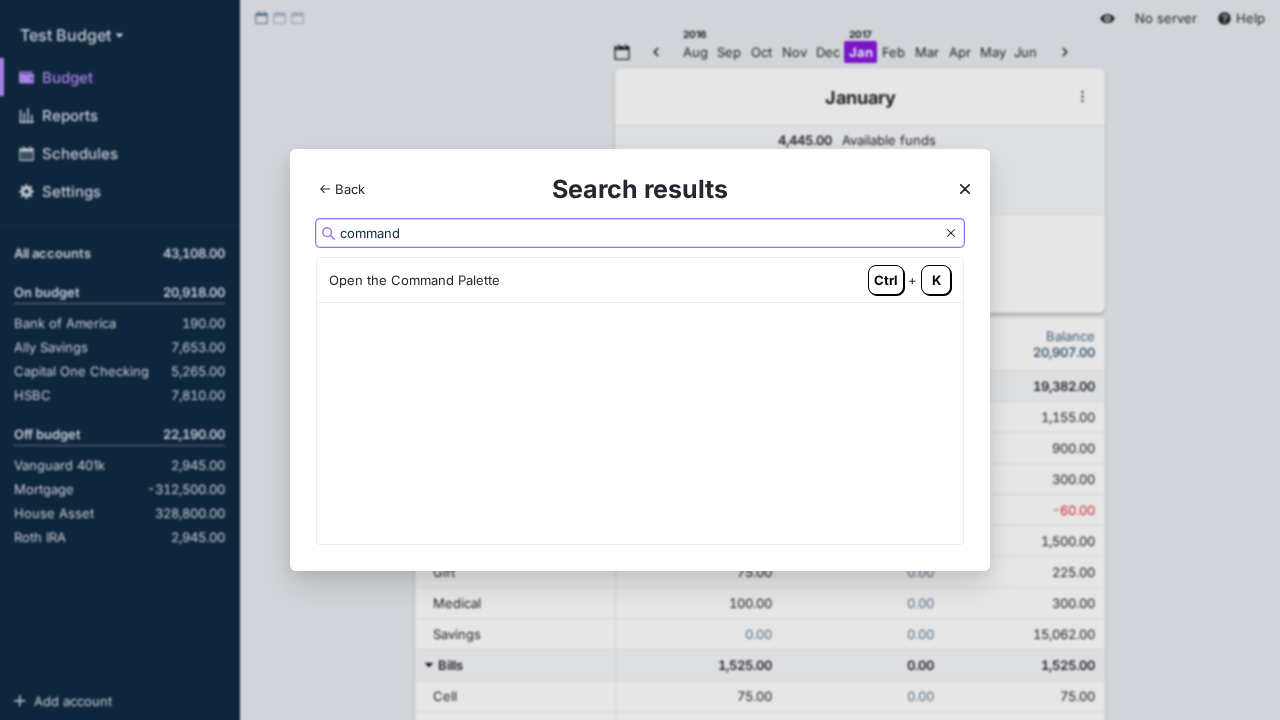 Test Budget
Budget
Reports
Schedules
Settings
All accounts 43,108.00
On budget 20,918.00
Bank of America 190.00
Ally Savings 7,653.00
Capital One Checking 5,265.00
HSBC 7,810.00
Off budget 22,190.00
Vanguard 401k 2,945.00
Mortgage -312,500.00
House Asset 328,800.00
Roth IRA 2,945.00
Add account
No server Help
2016 2017
Aug Sep Oct Nov Dec Jan Feb Mar Apr May Jun
January
4,445.00 Available funds
Back Search results
command
Open the Command Palette Ctrl + K
Balance
20,907.00
19,382.00
1,155.00
900.00
300.00
-60.00
1,500.00
Gift 75.00 0.00 225.00
Medical 100.00 0.00 300.00
Savings 0.00 0.00 15,062.00
Bills 1,525.00 0.00 1,525.00
Cell 75.00 0.00 75.00